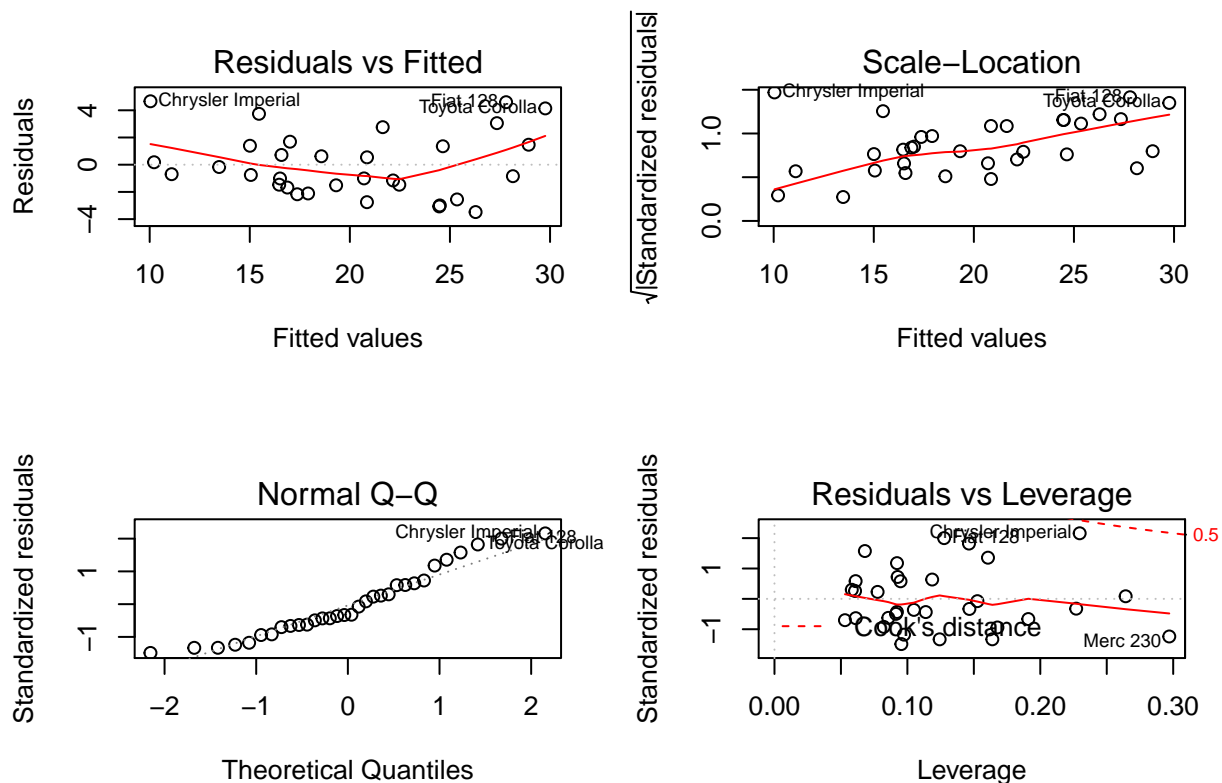 Residuals vs Fitted
Residuals
4
0
−4
Chrysler Imperial
Fiat 128
Toyota Corolla
10 15 20 25 30
Fitted values
Scale−Location
√|Standardized residuals|
1.0
0.0
Chrysler Imperial
Fiat 128
Toyota Corolla
10 15 20 25 30
Fitted values
Normal Q−Q
Standardized residuals
1
−1
Chrysler Imperial
Fiat 128
Toyota Corolla
−2 −1 0 1 2
Theoretical Quantiles
Residuals vs Leverage
Standardized residuals
1
−1
Chrysler Imperial
Fiat 128
0.5
Cook's distance
Merc 230
0.00 0.10 0.20 0.30
Leverage